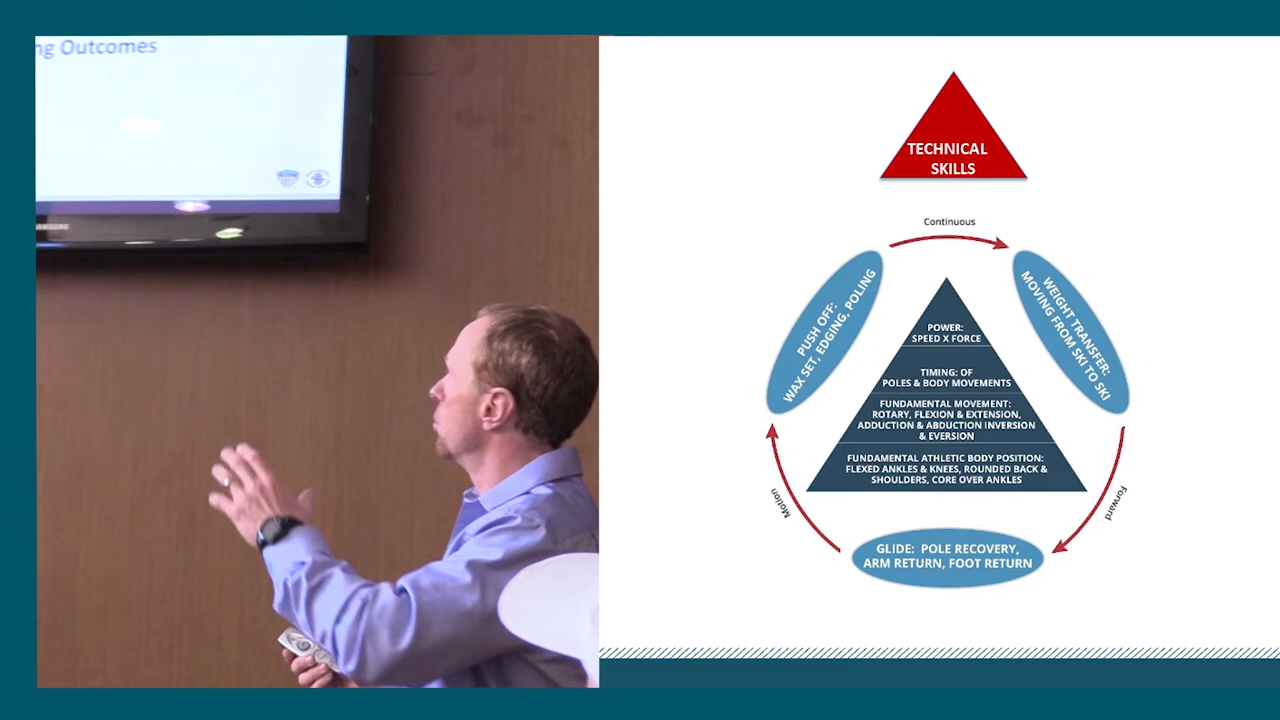 ng Outcomes
SAMSUNG
TECHNICAL
SKILLS
Continuous
PUSH OFF:
WAX SET, EDGING, POLING
WEIGHT TRANSFER:
MOVING FROM SKI TO SKI
POWER:
SPEED X FORCE
TIMING: OF
POLES & BODY MOVEMENTS
FUNDAMENTAL MOVEMENT:
ROTARY, FLEXION & EXTENSION,
ADDUCTION & ABDUCTION INVERSION
& EVERSION
FUNDAMENTAL ATHLETIC BODY POSITION:
FLEXED ANKLES & KNEES, ROUNDED BACK &
SHOULDERS, CORE OVER ANKLES
Motion
Forward
GLIDE: POLE RECOVERY,
ARM RETURN, FOOT RETURN